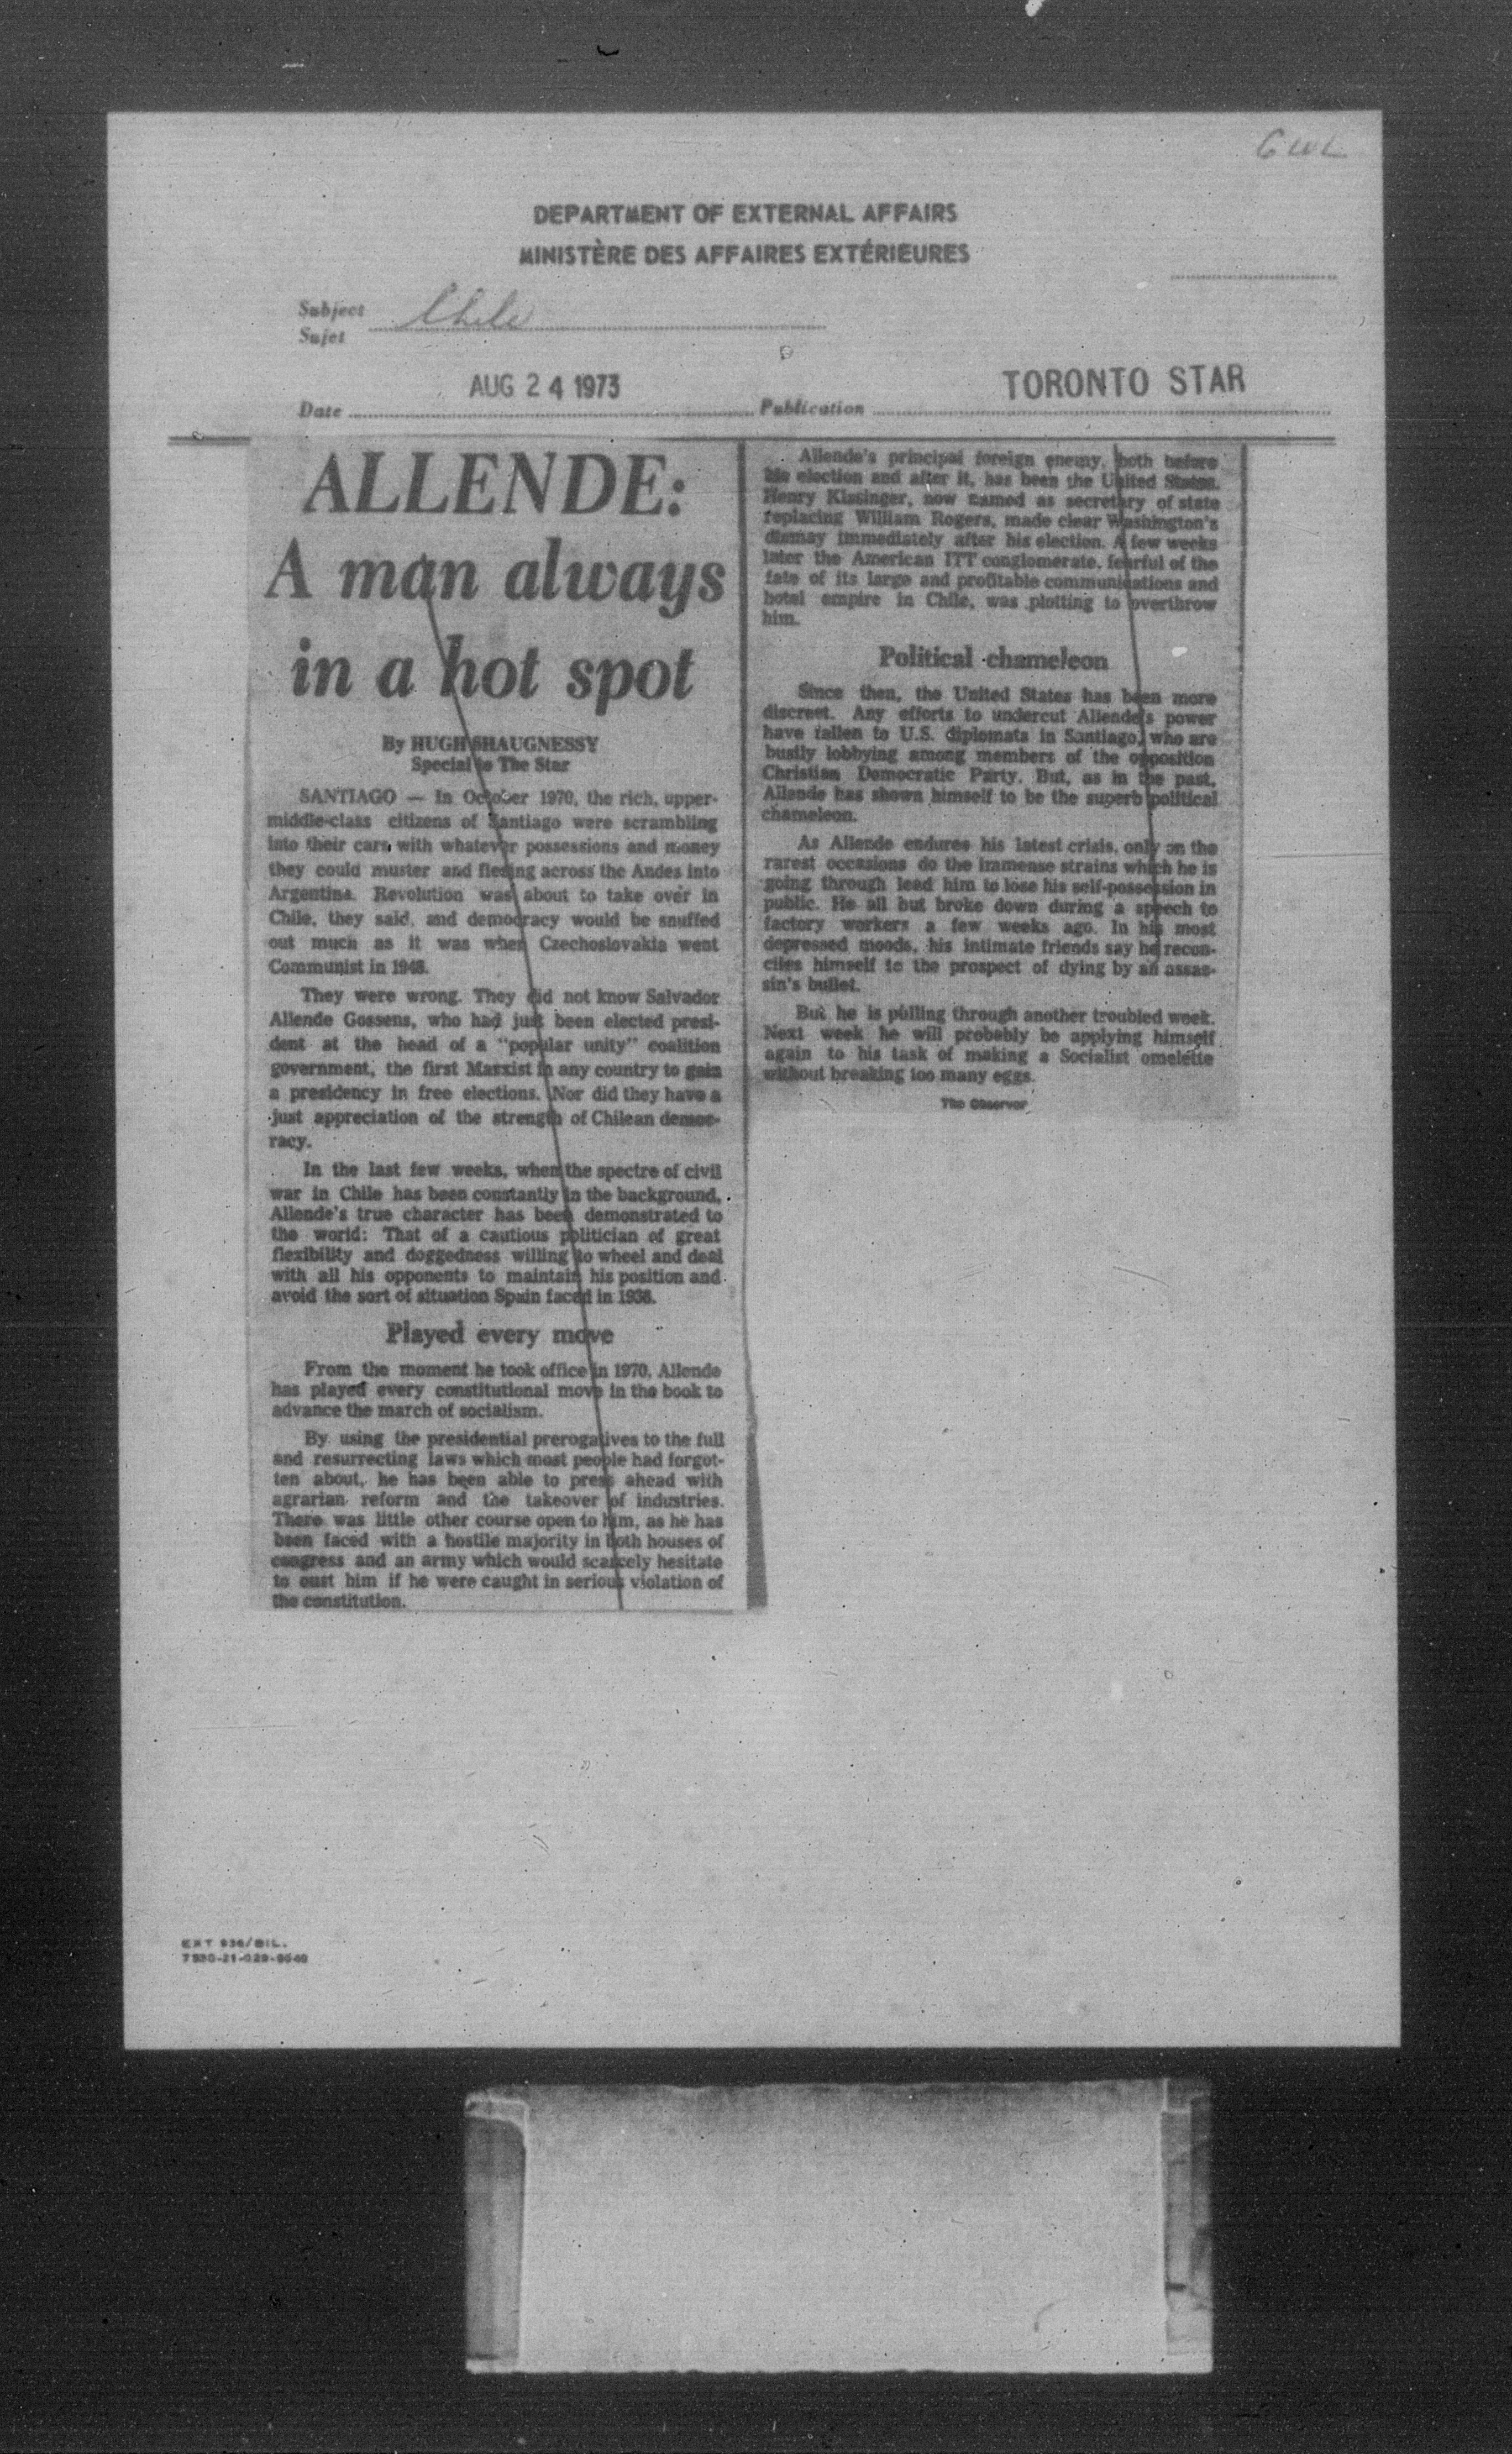 GWL
DEPARTMENT OF EXTERNAL AFFAIRS
MINISTÈRE DES AFFAIRES EXTÉRIEURES
Subject
Sujet
Chile
AUG 24 1973
TORONTO STAR
Date
Publication
ALLENDE:
A man always
in a hot spot
By HUGH SHAUGNESSY
Special to The Star
SANTIAGO — In October 1970, the rich, upper-
middle-class citizens of Santiago were scrambling
into their cars with whatever possessions and money
they could muster and fleeing across the Andes into
Argentina. Revolution was about to take over in
Chile, they said, and democracy would be snuffed
out much as it was when Czechoslovakia went
Communist in 1948.
They were wrong. They did not know Salvador
Allende Gossens, who had just been elected presi-
dent at the head of a "popular unity" coalition
government, the first Marxist in any country to gain
a presidency in free elections. Nor did they have a
just appreciation of the strength of Chilean democ-
racy.
In the last few weeks, when the spectre of civil
war in Chile has been constantly in the background,
Allende's true character has been demonstrated to
the world: That of a cautious politician of great
flexibility and doggedness willing to wheel and deal
with all his opponents to maintain his position and
avoid the sort of situation Spain faced in 1936.
Played every move
From the moment he took office in 1970, Allende
has played every constitutional move in the book to
advance the march of socialism.
By using the presidential prerogatives to the full
and resurrecting laws which most people had forgot-
ten about, he has been able to press ahead with
agrarian reform and the takeover of industries.
There was little other course open to him, as he has
been faced with a hostile majority in both houses of
congress and an army which would scarcely hesitate
to oust him if he were caught in serious violation of
the constitution.
Allende's principal foreign enemy, both before
his election and after it, has been the United States.
Henry Kissinger, now named as secretary of state
replacing William Rogers, made clear Washington's
dismay immediately after his election. A few weeks
later the American ITT conglomerate, fearful of the
fate of its large and profitable communications and
hotel empire in Chile, was plotting to overthrow
him.
Political chameleon
Since then, the United States has been more
discreet. Any efforts to undercut Allende's power
have fallen to U.S. diplomats in Santiago, who are
busily lobbying among members of the opposition
Christian Democratic Party. But, as in the past,
Allende has shown himself to be the superb political
chameleon.
As Allende endures his latest crisis, only on the
rarest occasions do the immense strains which he is
going through lead him to lose his self-possession in
public. He all but broke down during a speech to
factory workers a few weeks ago. In his most
depressed moods, his intimate friends say he recon-
ciles himself to the prospect of dying by an assas-
sin's bullet.
But he is pulling through another troubled week.
Next week he will probably be applying himself
again to his task of making a Socialist omelette
without breaking too many eggs.
The Observer
EXT 936/BIL.
7530-21-029-